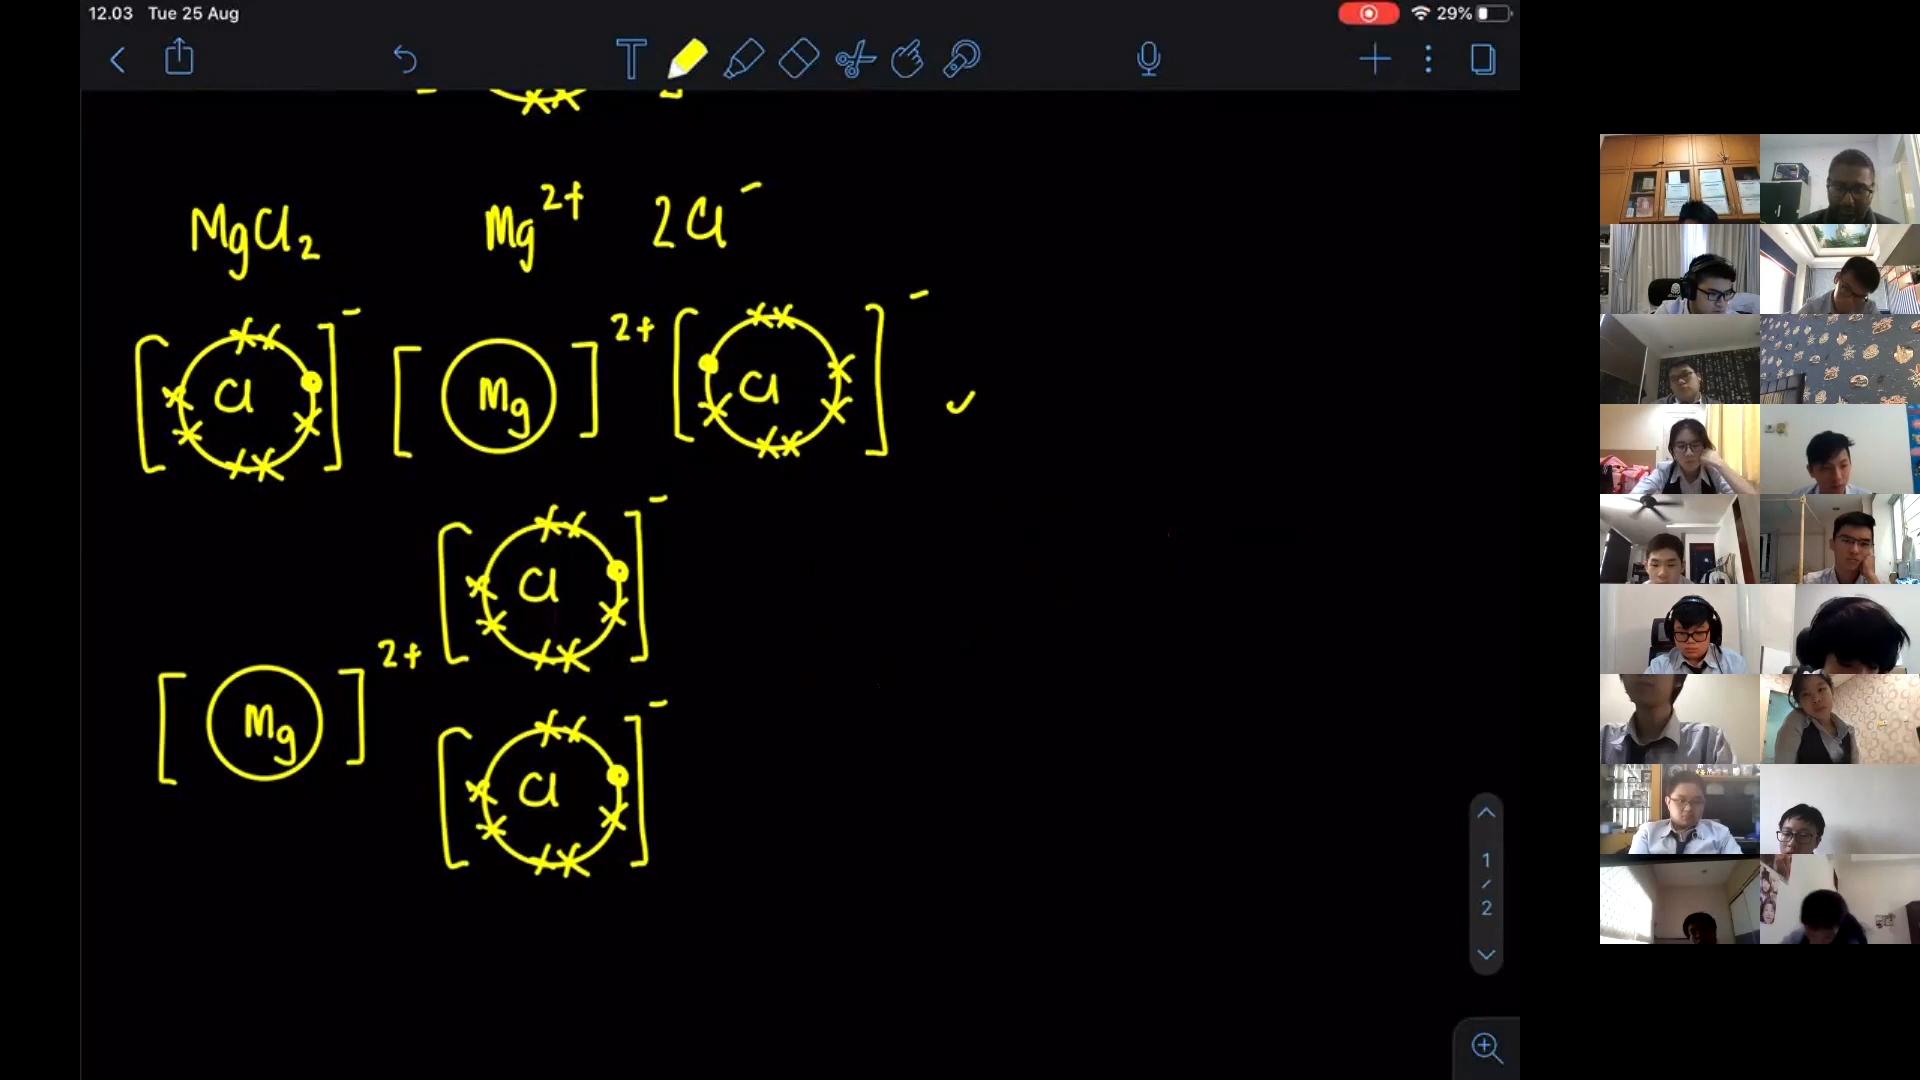 12.03 Tue 25 Aug
29%
T
MgCl₂ Mg²⁺ 2Cl⁻
[Cl]⁻ [Mg]²⁺ [Cl]⁻ ✓
[Cl]⁻
[Mg]²⁺
[Cl]⁻
1
/
2